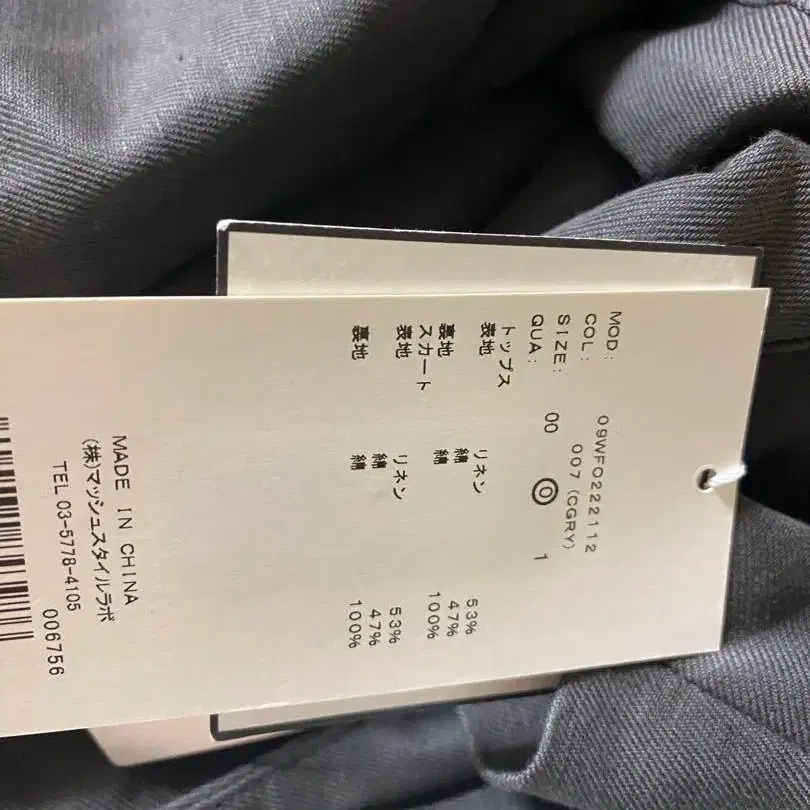 MOD: 09WFO222112
COL: 007(CGRY)
SIZE: 00 0 1
QUA:
トップス
表地 リネン 53%
綿 47%
裏地 綿 100%
スカート
表地 リネン 53%
綿 47%
裏地 綿 100%
MADE IN CHINA
(株)マッシュスタイルラボ
TEL 03-5778-4105
006756